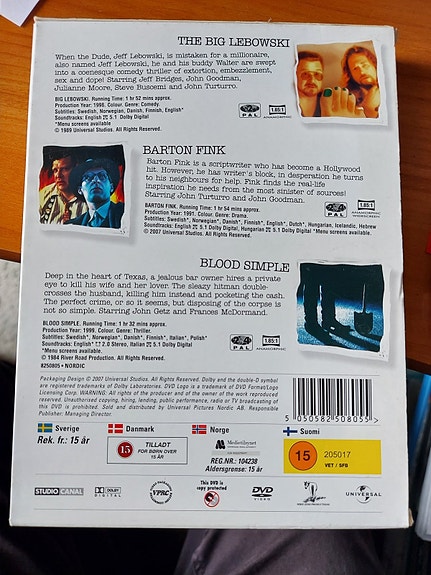 THE BIG LEBOWSKI
When the Dude, Jeff Lebowski, is mistaken for a millionaire,
also named Jeff Lebowski, he and his buddy Walter are swept
into a coenesque comedy thriller of extortion, embezzlement,
sex and dope! Starring Jeff Bridges, John Goodman,
Julianne Moore, Steve Buscemi and John Turturro.
BIG LEBOWSKI. Running Time: 1 hr 52 mins approx.
Production Year: 1998. Colour. Genre: Comedy.
Subtitles: Swedish*, Norwegian*, Danish*, Finnish*, English
Soundtracks: English 5.1 Dolby Digital
*Menu screens available
© 1989 Universal Studios. All Rights Reserved.
PAL
1.85:1
BARTON FINK
Barton Fink is a scriptwriter who has become a Hollywood
hit. However, he has writer's block, in desperation he turns
to his neighbours for help. Fink finds the real-life
inspiration he needs from the most sinister of sources!
Starring John Turturro and John Goodman.
BARTON FINK. Running Time: 1 hr 54 mins approx.
Production Year: 1991. Colour. Genre: Drama.
Subtitles: Swedish*, Norwegian*, Danish*, Finnish*, English*, Dutch*, Hungarian, Icelandic, Hebrew
Soundtracks: English 5.1 Dolby Digital, Hungarian 5.1 Dolby Digital *Menu screens available.
© 2007 Universal Studios. All Rights Reserved.
PAL
1.85:1
ANAMORPHIC WIDESCREEN
BLOOD SIMPLE
Deep in the heart of Texas, a jealous bar owner hires a private
eye to kill his wife and her lover. The sleazy hitman double-
crosses the husband, killing him instead and pocketing the cash.
The perfect crime, or so it seems, but disposing of the corpse is
not so simple. Starring John Getz and Frances McDormand.
BLOOD SIMPLE. Running Time: 1 hr 32 mins approx.
Production Year: 1999. Colour. Genre: Thriller.
Subtitles: Swedish*, Norwegian*, Danish*, Finnish*, Italian*, Polish*
Soundtracks: English* 2.0 Stereo, Italian 5.1 Dolby Digital
*Menu screens available.
© 1984 River Road Production. All Rights Reserved.
8250805 • NORDIC
PAL
1.85:1
ANAMORPHIC WIDESCREEN
Packaging Design © 2007 Universal Studios. Dolby and the double-D symbol
are registered trademarks of Dolby Laboratories. DVD Logo is a trademark of DVD Format/Logo
Licensing Corp. WARNING: All rights of the producer and of the owner of the work reproduced
reserved. Unauthorised copying, hiring, lending, public performance, radio or TV broadcasting of
this DVD is prohibited. Sold and distributed by Universal Pictures Nordic AB. Responsible
Publisher: Managing Director.
5 050582 508055 >
Sverige
Rek. fr.: 15 år
Danmark
15
TILLADT
FOR BØRN OVER
15 ÅR
Norge
Medietilsynet
REG.NR.: 104238
Aldersgrense: 15 år
Suomi
15
205017
VET / SFB
STUDIO CANAL
DOLBY
DIGITAL
VPRC
This DVD is
copy protected
DVD
VIDEO
UNIVERSAL